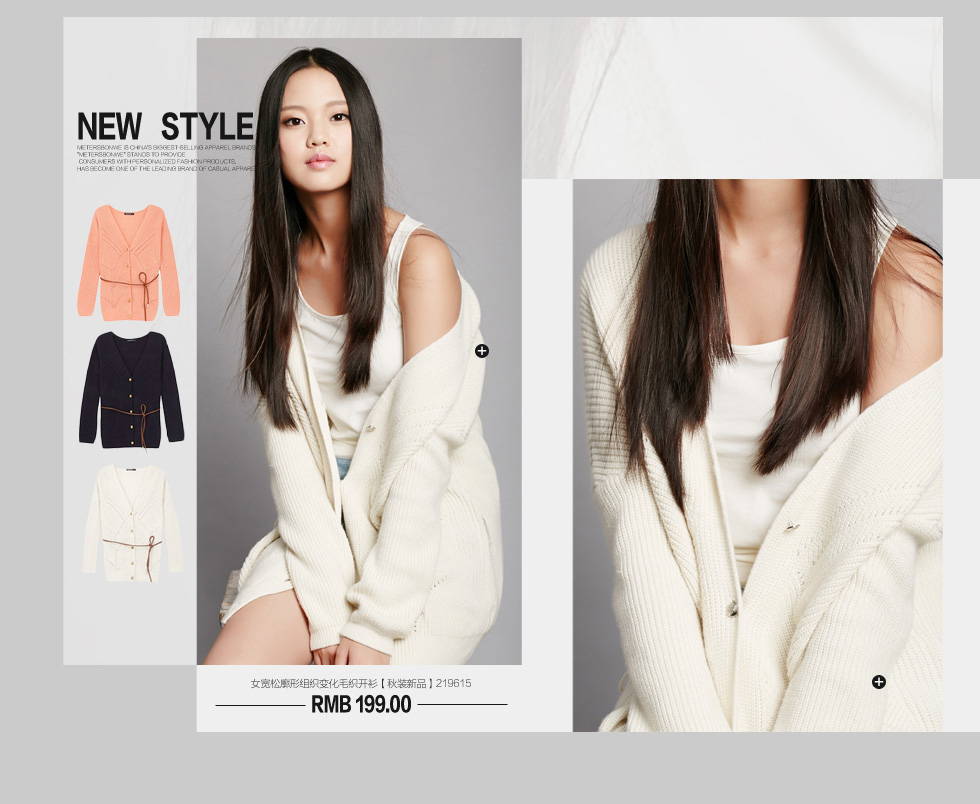 NEW STYLE
METERSBONWE IS CHINA'S BIGGEST-SELLING APPAREL BRANDS
"METERSBONWE" STANDS TO PROVIDE
CONSUMERS WITH PERSONALIZED FASHION PRODUCTS,
HAS BECOME ONE OF THE LEADING BRAND OF CASUAL APPAREL
女宽松廓形组织变化毛织开衫【秋装新品】219615
RMB 199.00